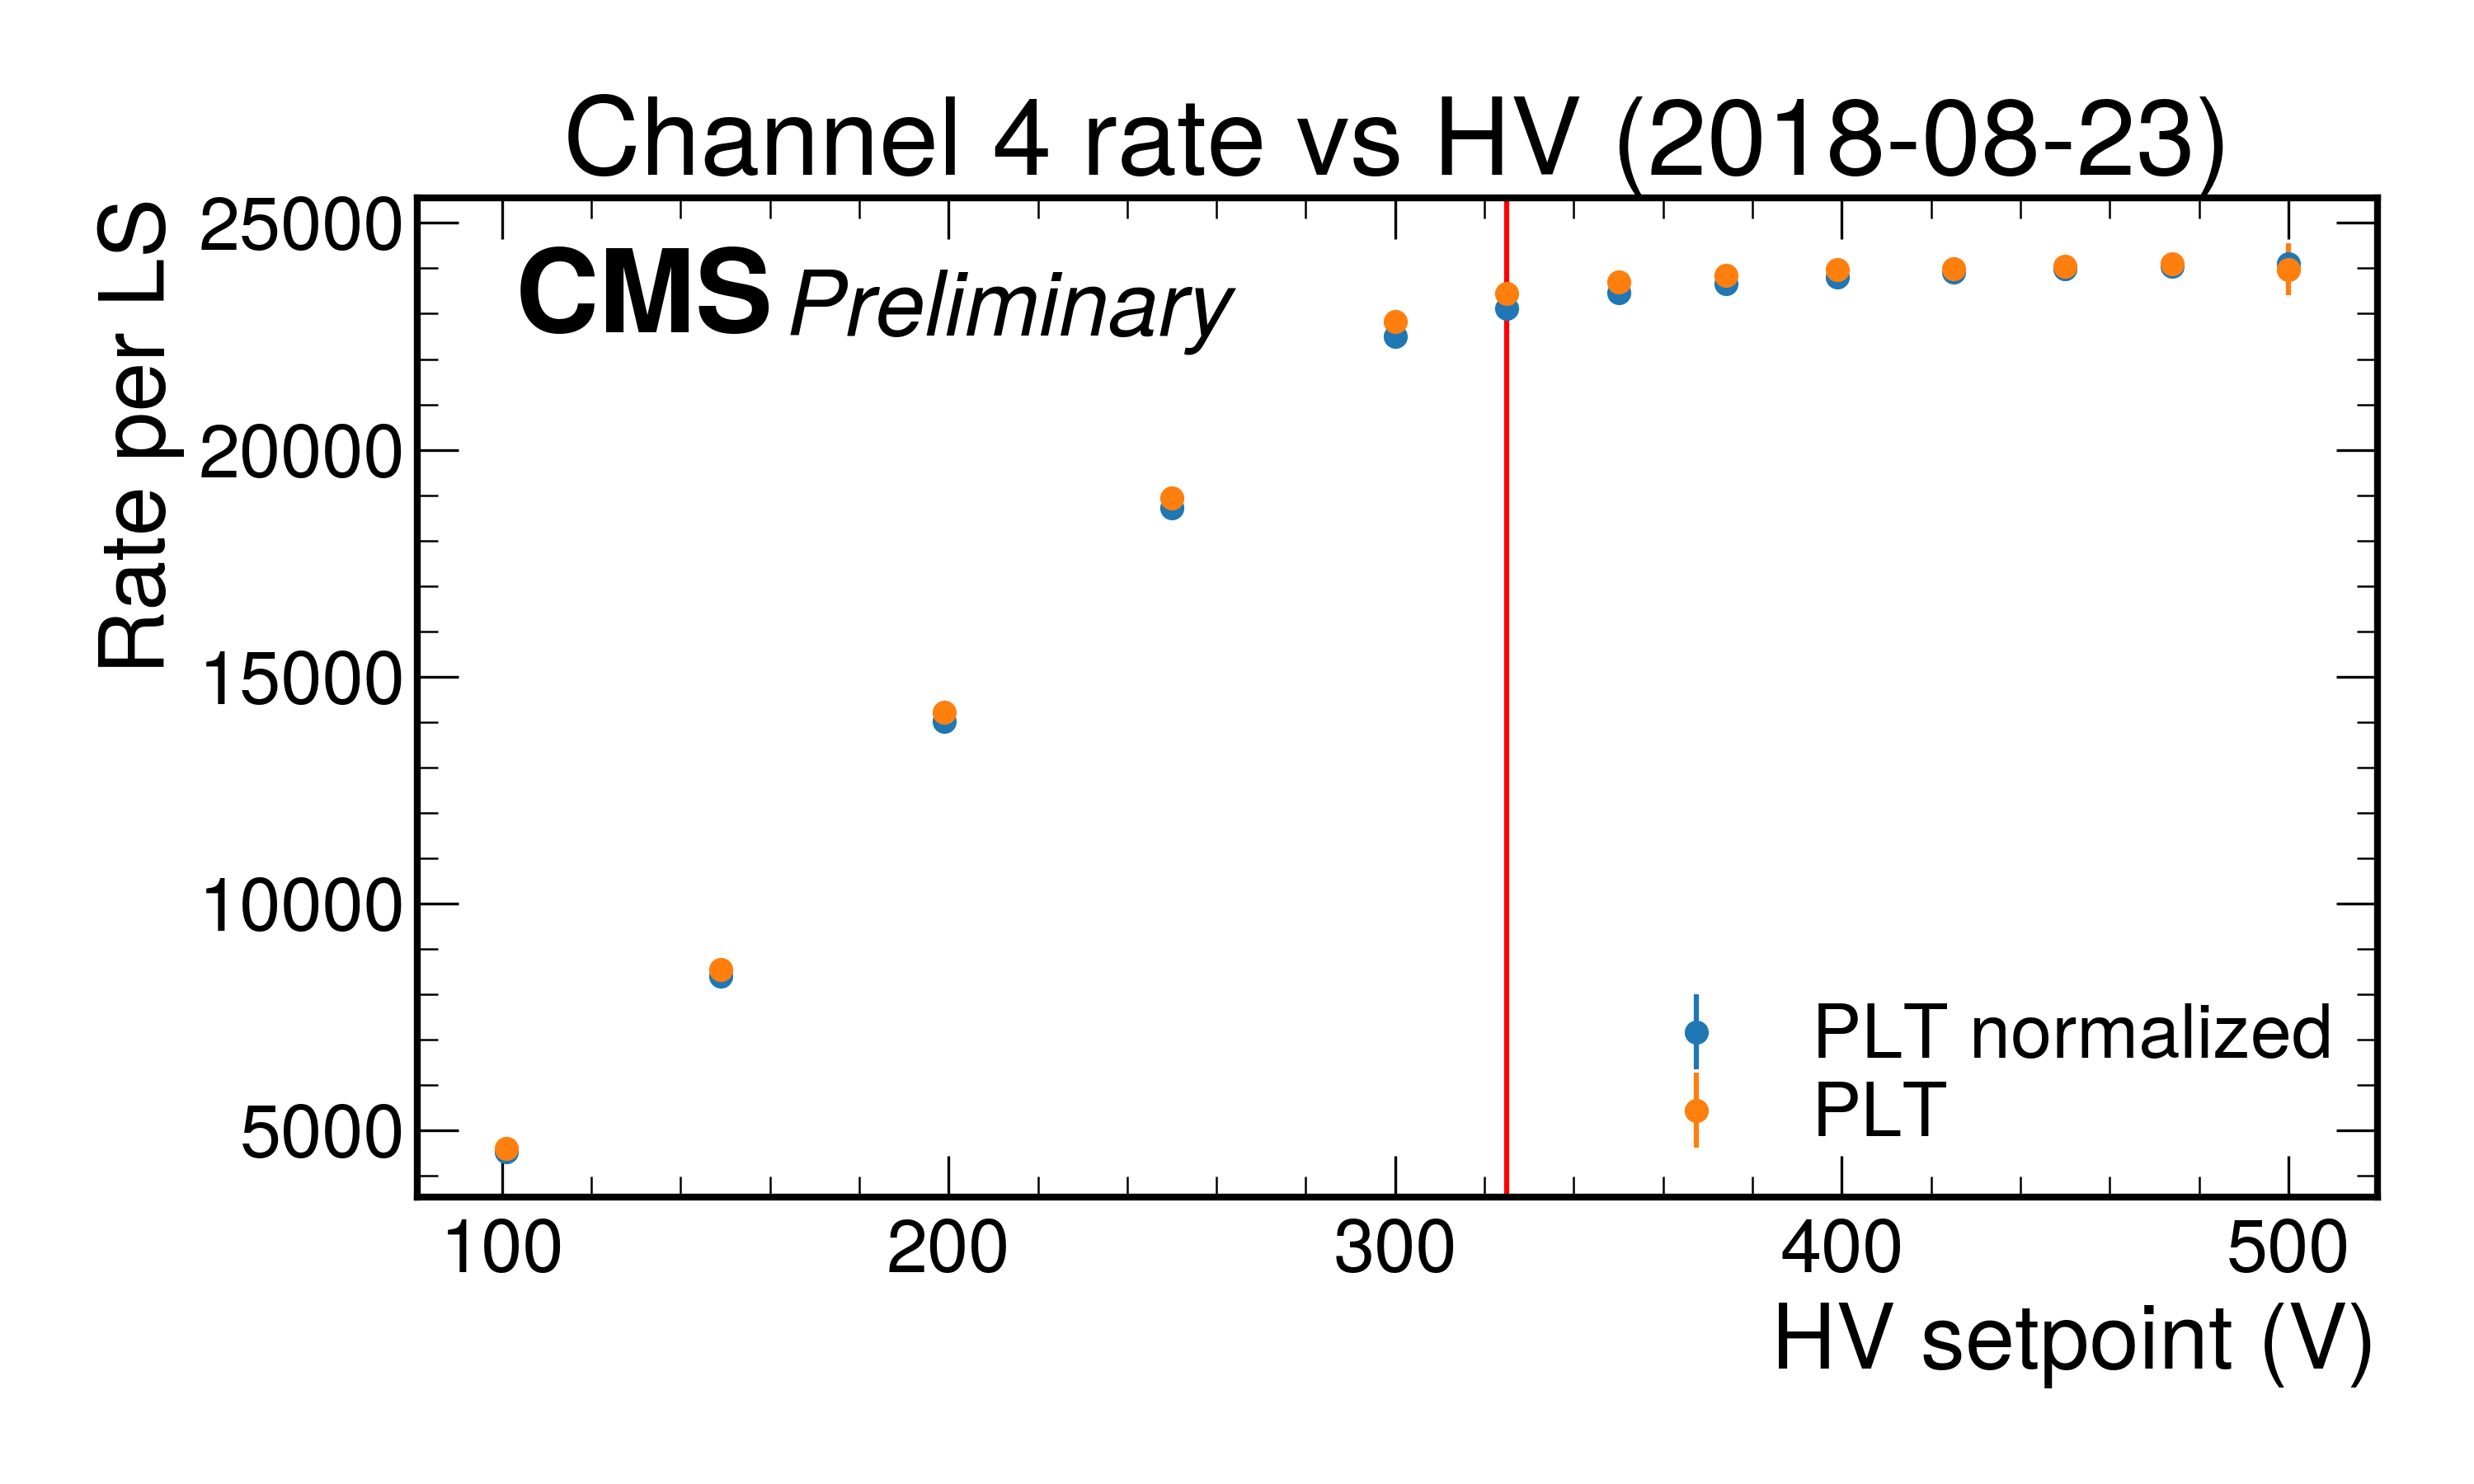 Channel 4 rate vs HV (2018-08-23)
CMS Preliminary
Rate per LS
25000
20000
15000
10000
5000
100 200 300 400 500
HV setpoint (V)
PLT normalized
PLT